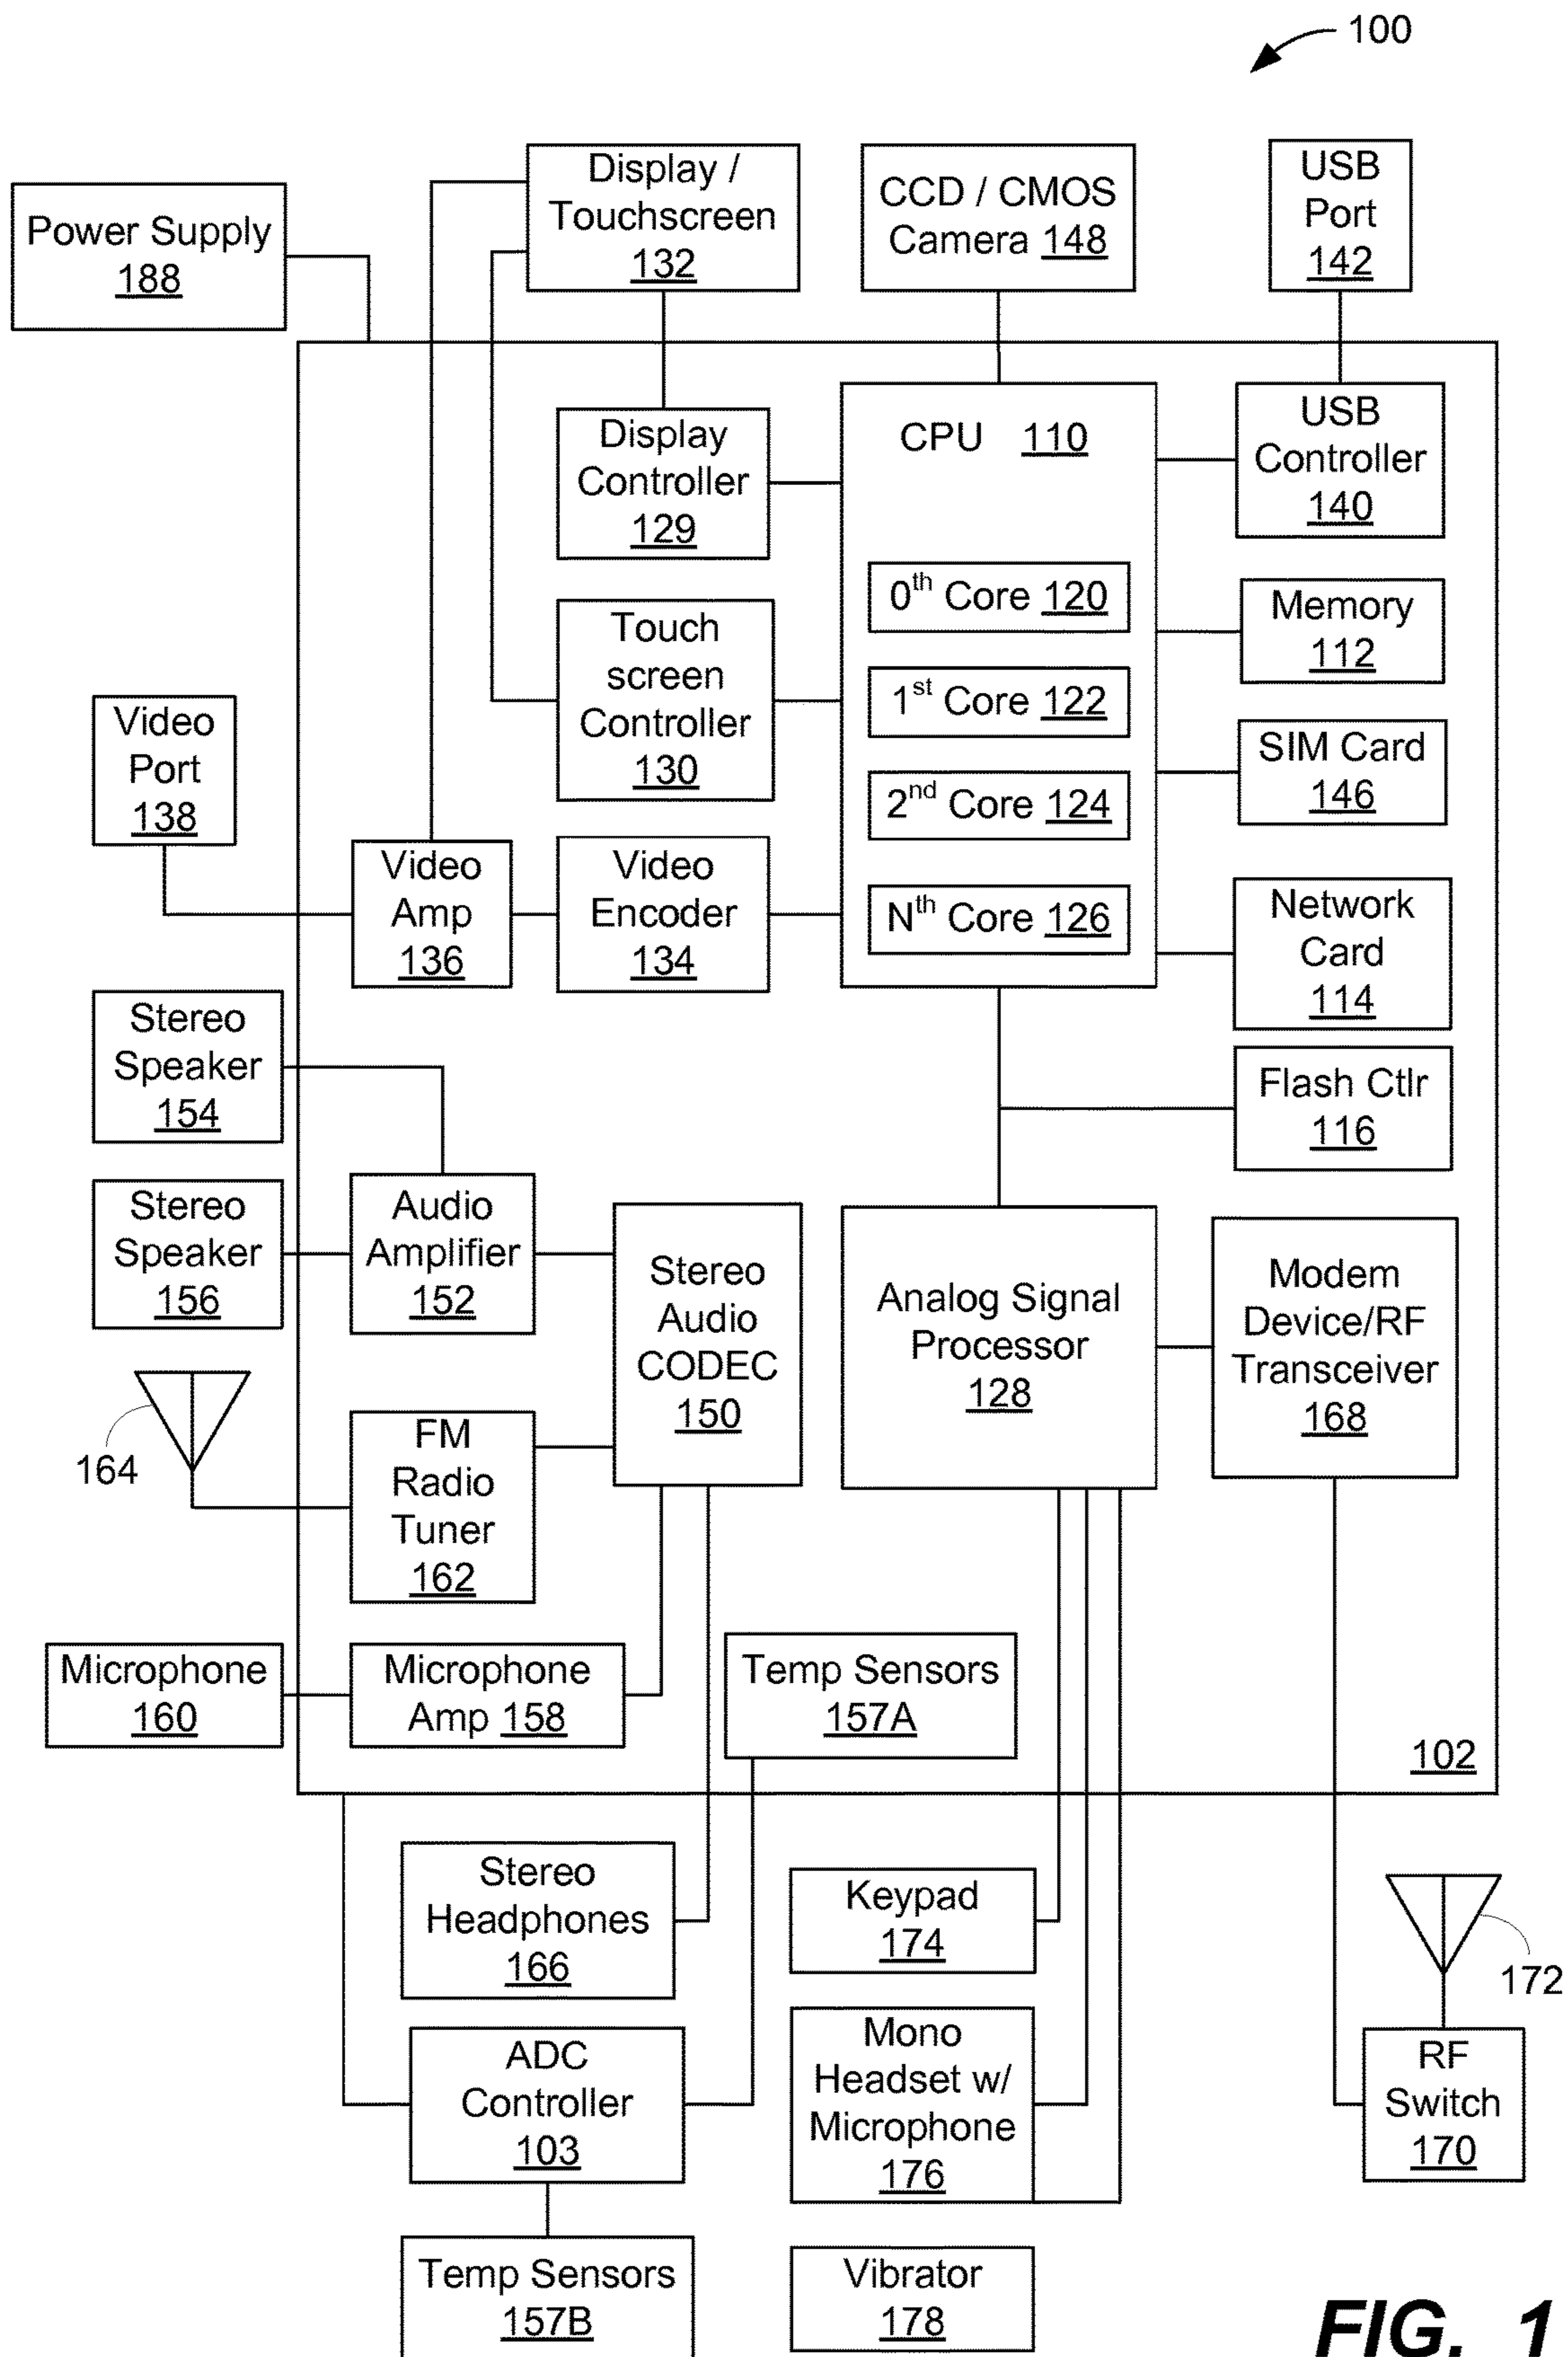 100
Display /
Touchscreen
132
CCD / CMOS
Camera 148
USB
Port
142
Power Supply
188
Display
Controller
129
CPU 110
USB
Controller
140
0th Core 120
Memory
112
Touch
screen
Controller
130
1st Core 122
SIM Card
146
Video
Port
138
2nd Core 124
Video
Amp
136
Video
Encoder
134
Nth Core 126
Network
Card
114
Stereo
Speaker
154
Flash Ctlr
116
Stereo
Speaker
156
Audio
Amplifier
152
Stereo
Audio
CODEC
150
Analog Signal
Processor
128
Modem
Device/RF
Transceiver
168
164
FM
Radio
Tuner
162
Microphone
160
Microphone
Amp 158
Temp Sensors
157A
102
Stereo
Headphones
166
Keypad
174
172
ADC
Controller
103
Mono
Headset w/
Microphone
176
RF
Switch
170
Temp Sensors
157B
Vibrator
178
FIG. 1